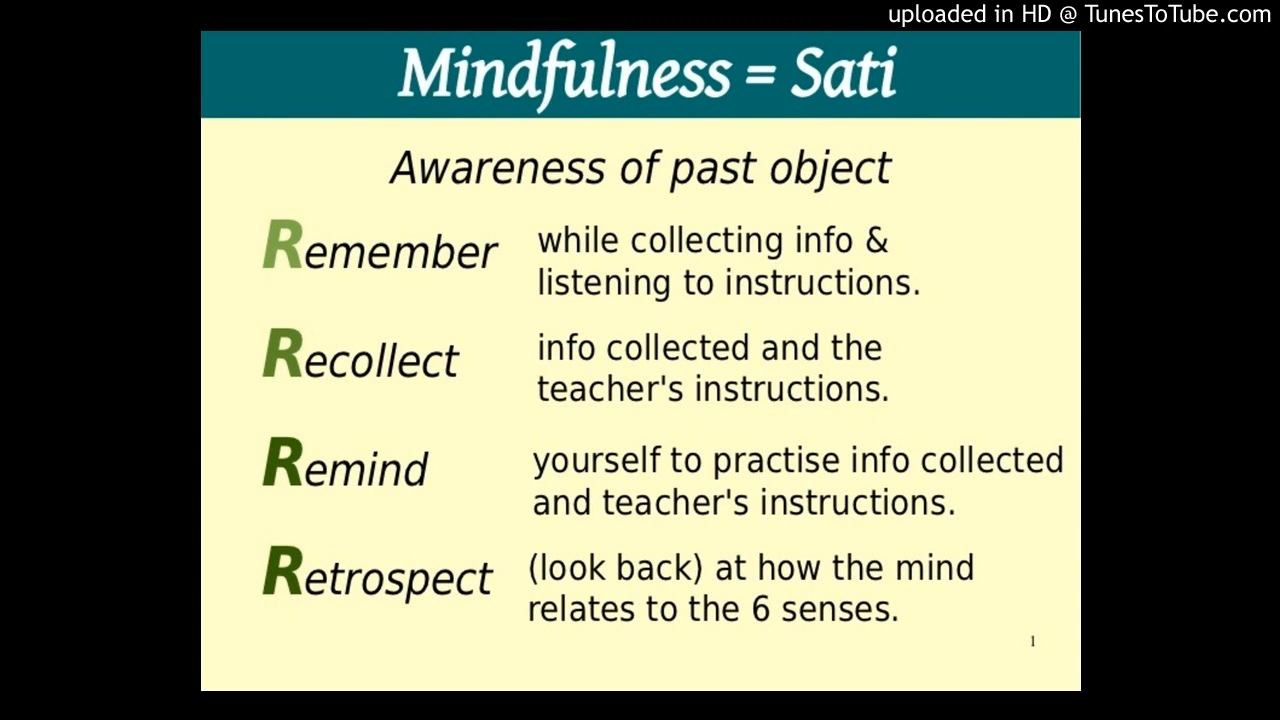 uploaded in HD @ TunesToTube.com
Mindfulness = Sati
Awareness of past object
Remember while collecting info &
listening to instructions.
Recollect info collected and the
teacher's instructions.
Remind yourself to practise info collected
and teacher's instructions.
Retrospect (look back) at how the mind
relates to the 6 senses.
1